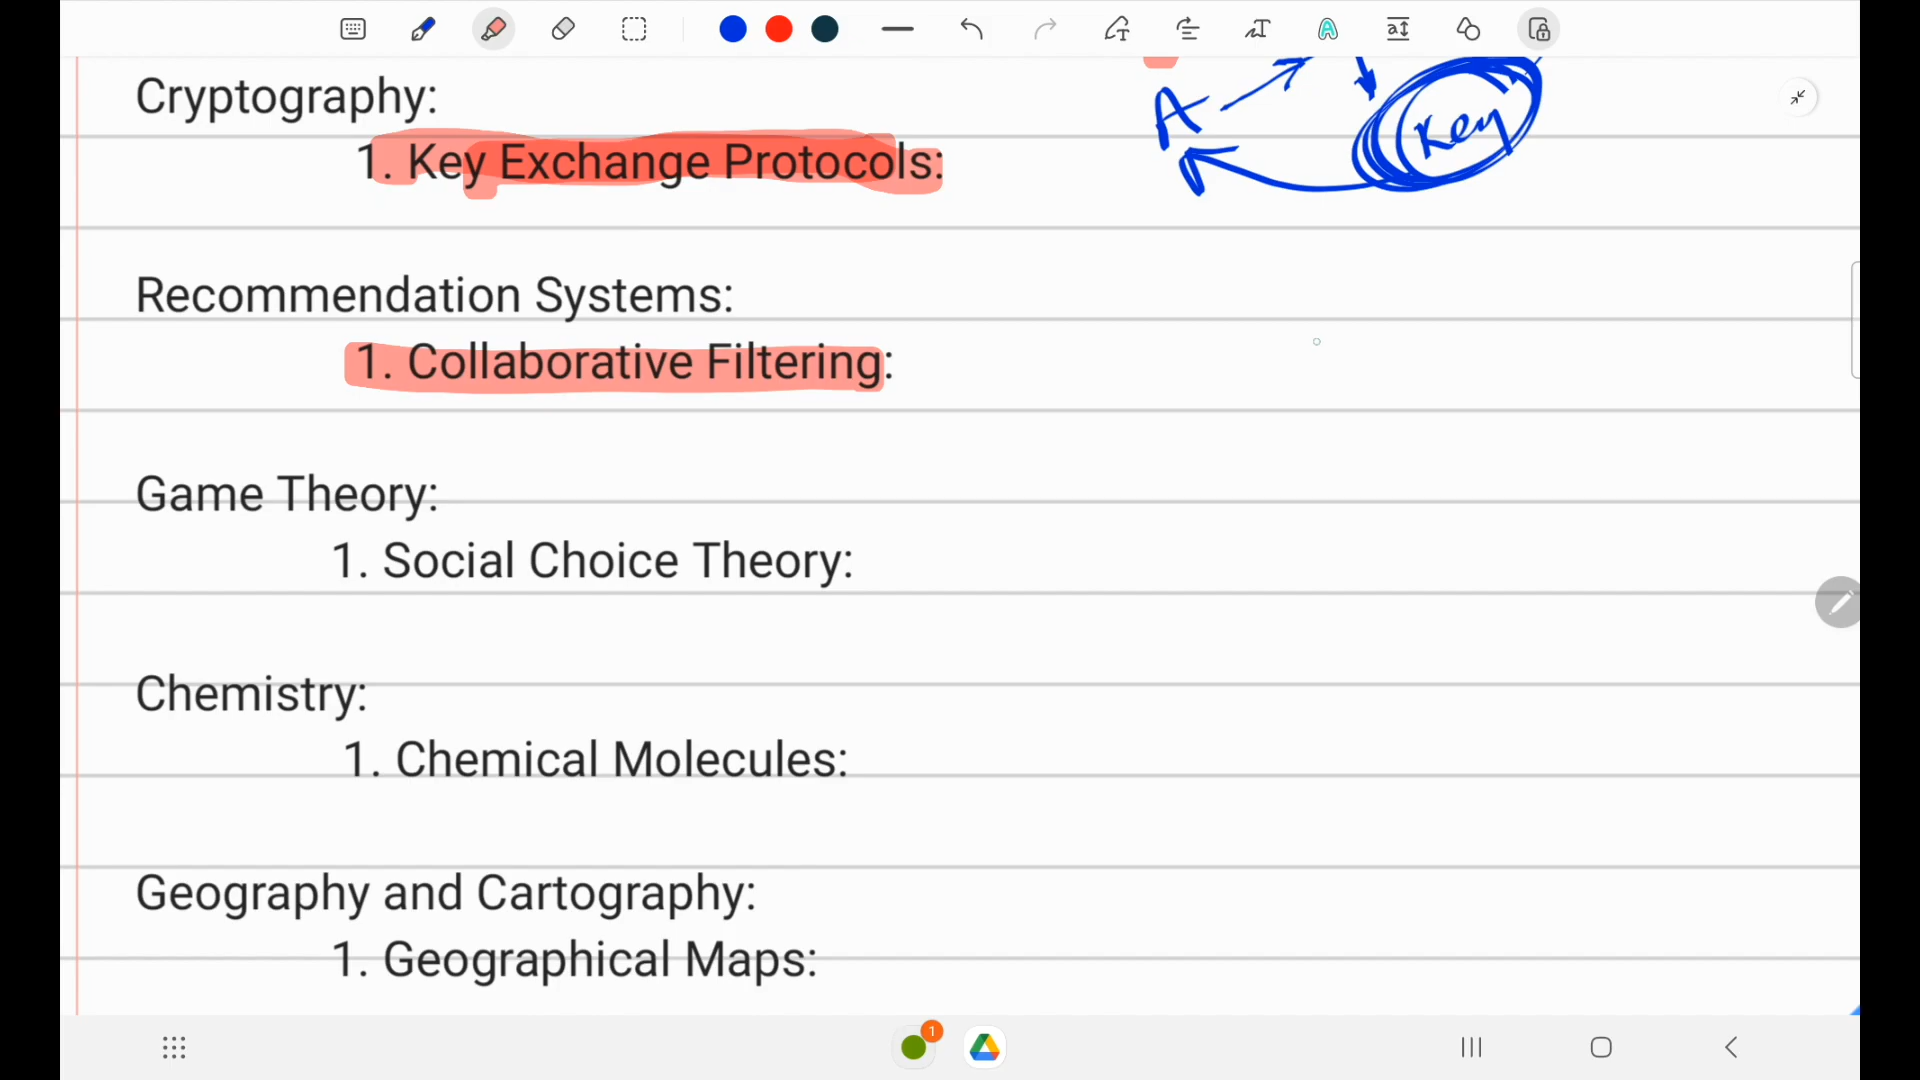 Cryptography:
1. Key Exchange Protocols:
A
Key
Recommendation Systems:
1. Collaborative Filtering:
Game Theory:
1. Social Choice Theory:
Chemistry:
1. Chemical Molecules:
Geography and Cartography:
1. Geographical Maps:
1